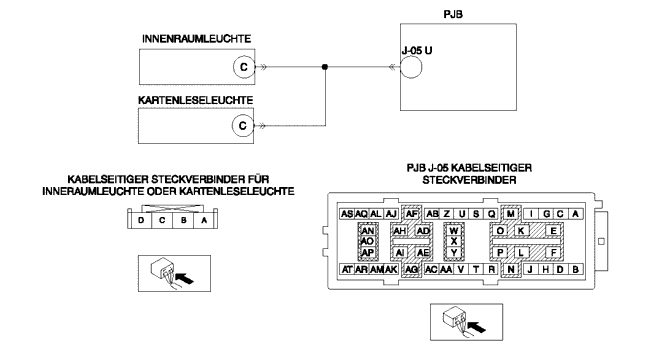 PJB
INNENRAUMLEUCHTE
J-05 U
C
KARTENLESELEUCHTE
C
KABELSEITIGER STECKVERBINDER FÜR
INNERAUMLEUCHTE ODER KARTENLESELEUCHTE
D C B A
PJB J-05 KABELSEITIGER
STECKVERBINDER
AS AQ AL AJ AF AB Z U S Q M I G C A
AN AH AD W O K E
AO X
AP AI AE Y P L F
AT AR AM AK AG AC AA V T R N J H D B